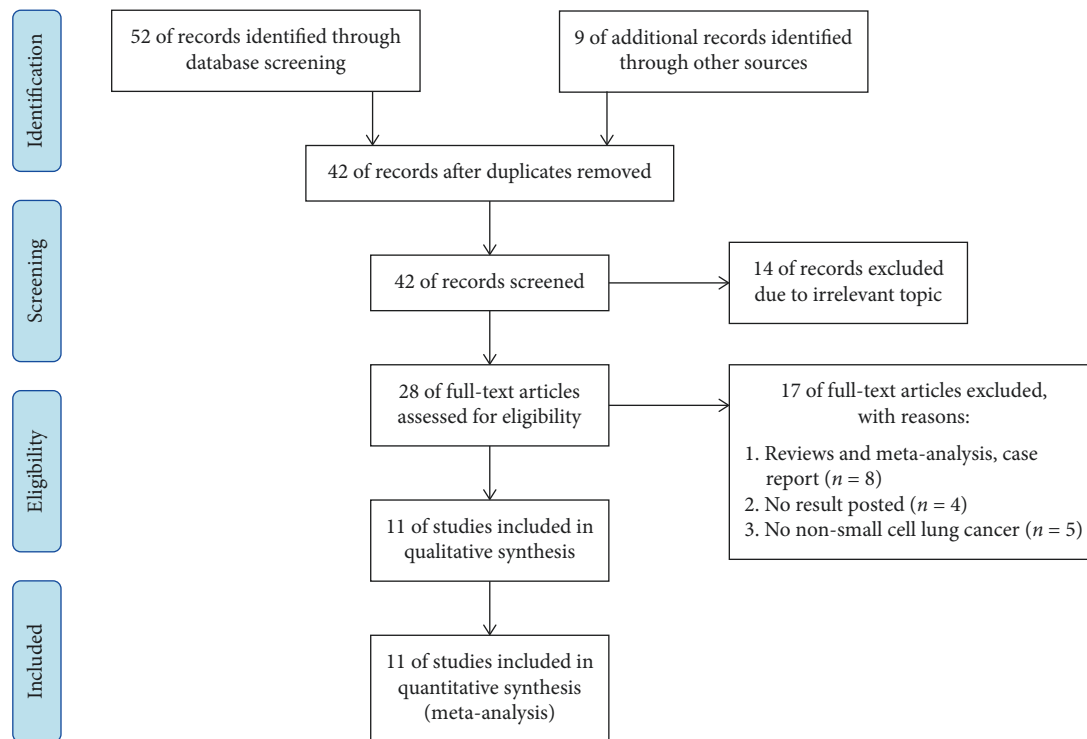 Identification
52 of records identified through
database screening
9 of additional records identified
through other sources
42 of records after duplicates removed
Screening
42 of records screened
14 of records excluded
due to irrelevant topic
Eligibility
28 of full-text articles
assessed for eligibility
17 of full-text articles excluded,
with reasons:
1. Reviews and meta-analysis, case
report (n = 8)
2. No result posted (n = 4)
3. No non-small cell lung cancer (n = 5)
11 of studies included in
qualitative synthesis
Included
11 of studies included in
quantitative synthesis
(meta-analysis)